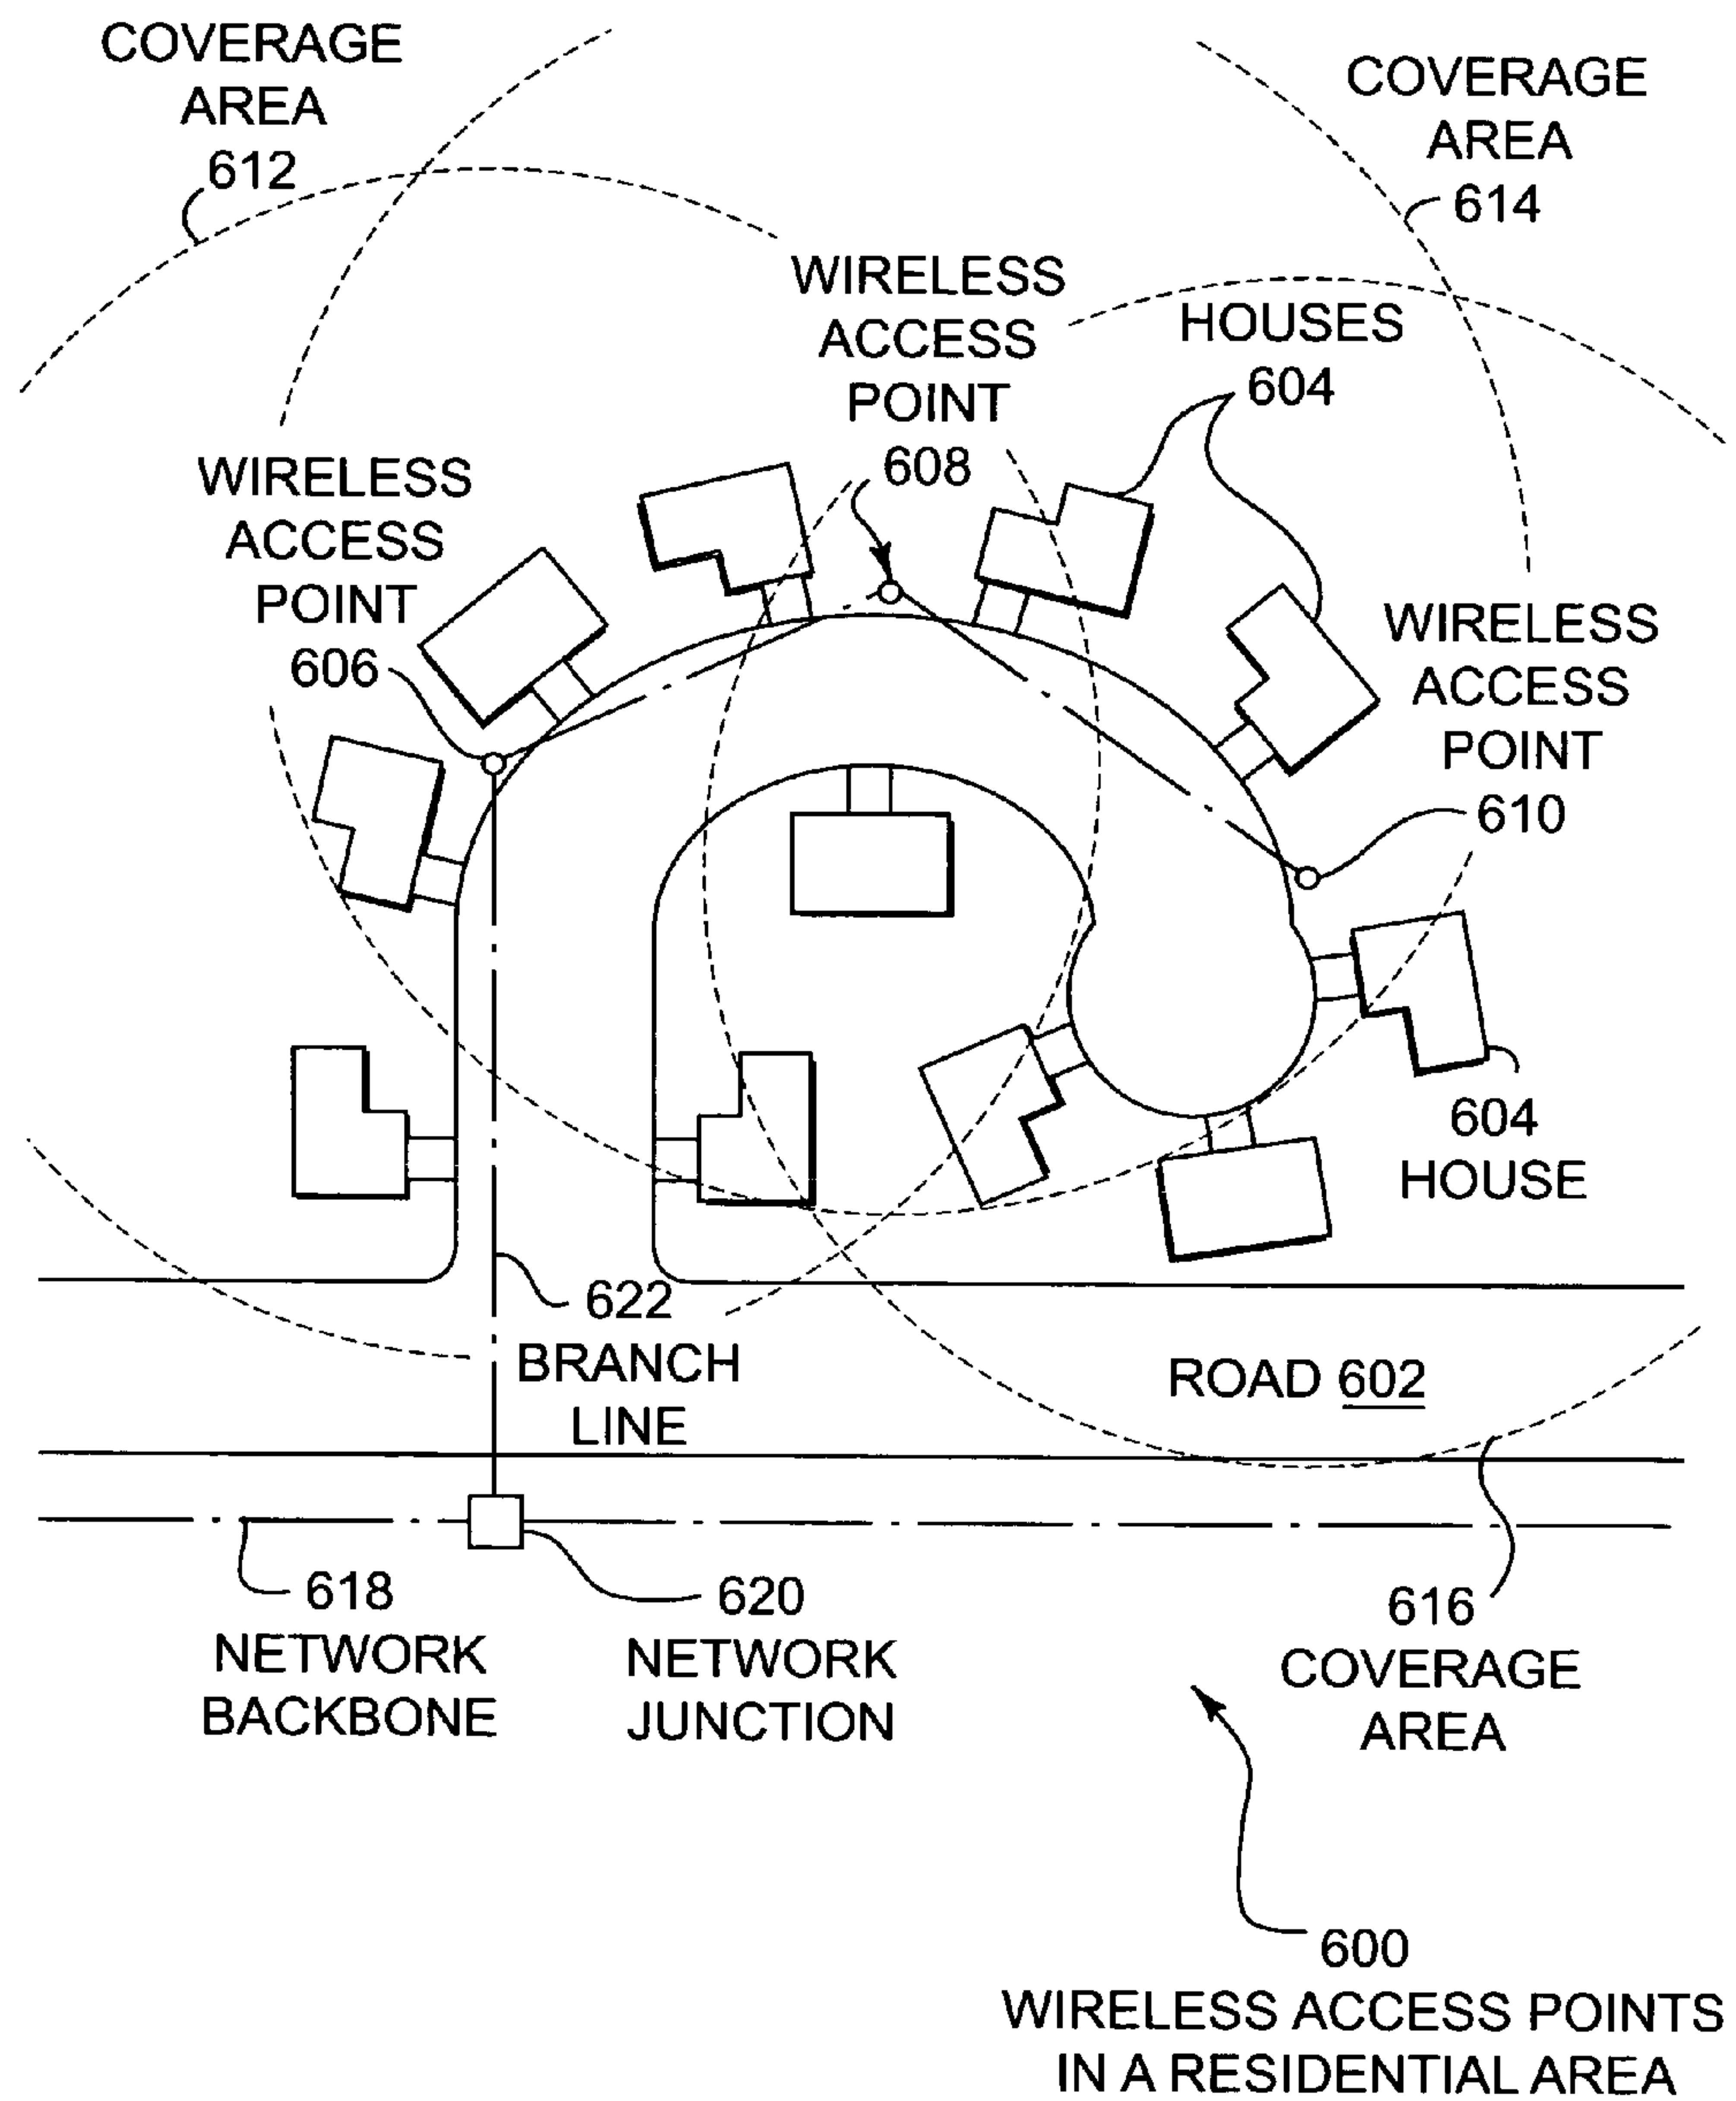 COVERAGE
AREA
612
COVERAGE
AREA
614
WIRELESS
ACCESS
POINT
608
HOUSES
604
WIRELESS
ACCESS
POINT
606
WIRELESS
ACCESS
POINT
610
604
HOUSE
622
BRANCH
LINE
ROAD 602
618
NETWORK
BACKBONE
620
NETWORK
JUNCTION
616
COVERAGE
AREA
600
WIRELESS ACCESS POINTS
IN A RESIDENTIAL AREA